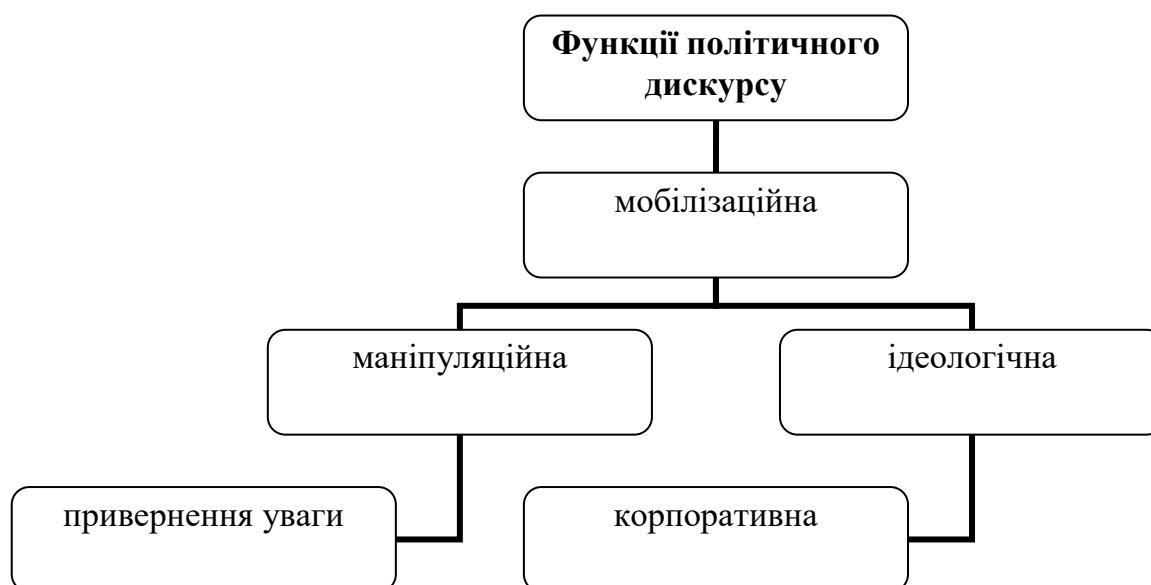 Функції політичного
дискурсу
мобілізаційна
маніпуляційна
ідеологічна
привернення уваги
корпоративна